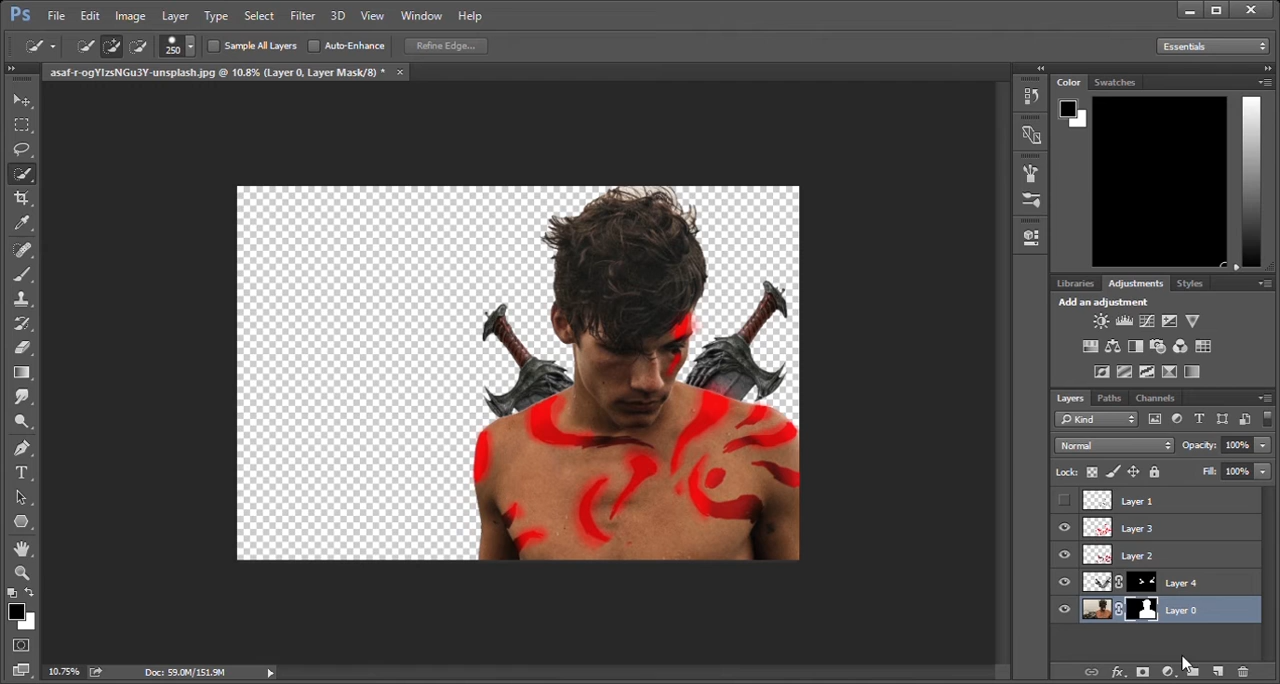 Ps File Edit Image Layer Type Select Filter 3D View Window Help
250 Sample All Layers Auto-Enhance Refine Edge... Essentials
asaf-r-ogYIzsNGu3Y-unsplash.jpg @ 10.8% (Layer 0, Layer Mask/8) *
Color Swatches
Libraries Adjustments Styles
Add an adjustment
Layers Paths Channels
Kind
Normal Opacity: 100%
Lock: Fill: 100%
Layer 1
Layer 3
Layer 2
Layer 4
Layer 0
10.75% Doc: 59.0M/151.9M
fx